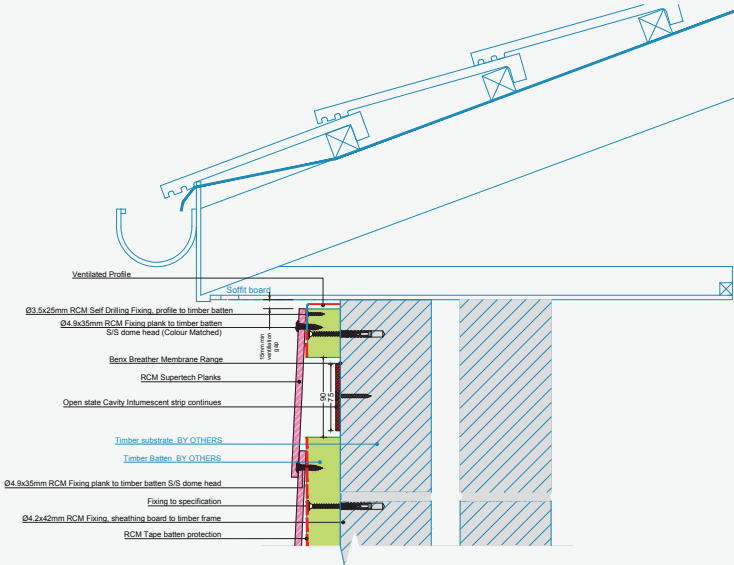 Ventilated Profile
Soffit board
Ø3.5x25mm RCM Self Drilling Fixing, profile to timber batten
Ø4.9x35mm RCM Fixing plank to timber batten
S/S dome head (Colour Matched)
15mm min
ventilation
gap
Benx Breather Membrane Range
RCM Supertech Planks
90
75
Open state Cavity Intumescent strip continues
Timber substrate BY OTHERS
Timber Batten BY OTHERS
Ø4.9x35mm RCM Fixing plank to timber batten S/S dome head
Fixing to specification
Ø4.2x42mm RCM Fixing, sheathing board to timber frame
RCM Tape batten protection